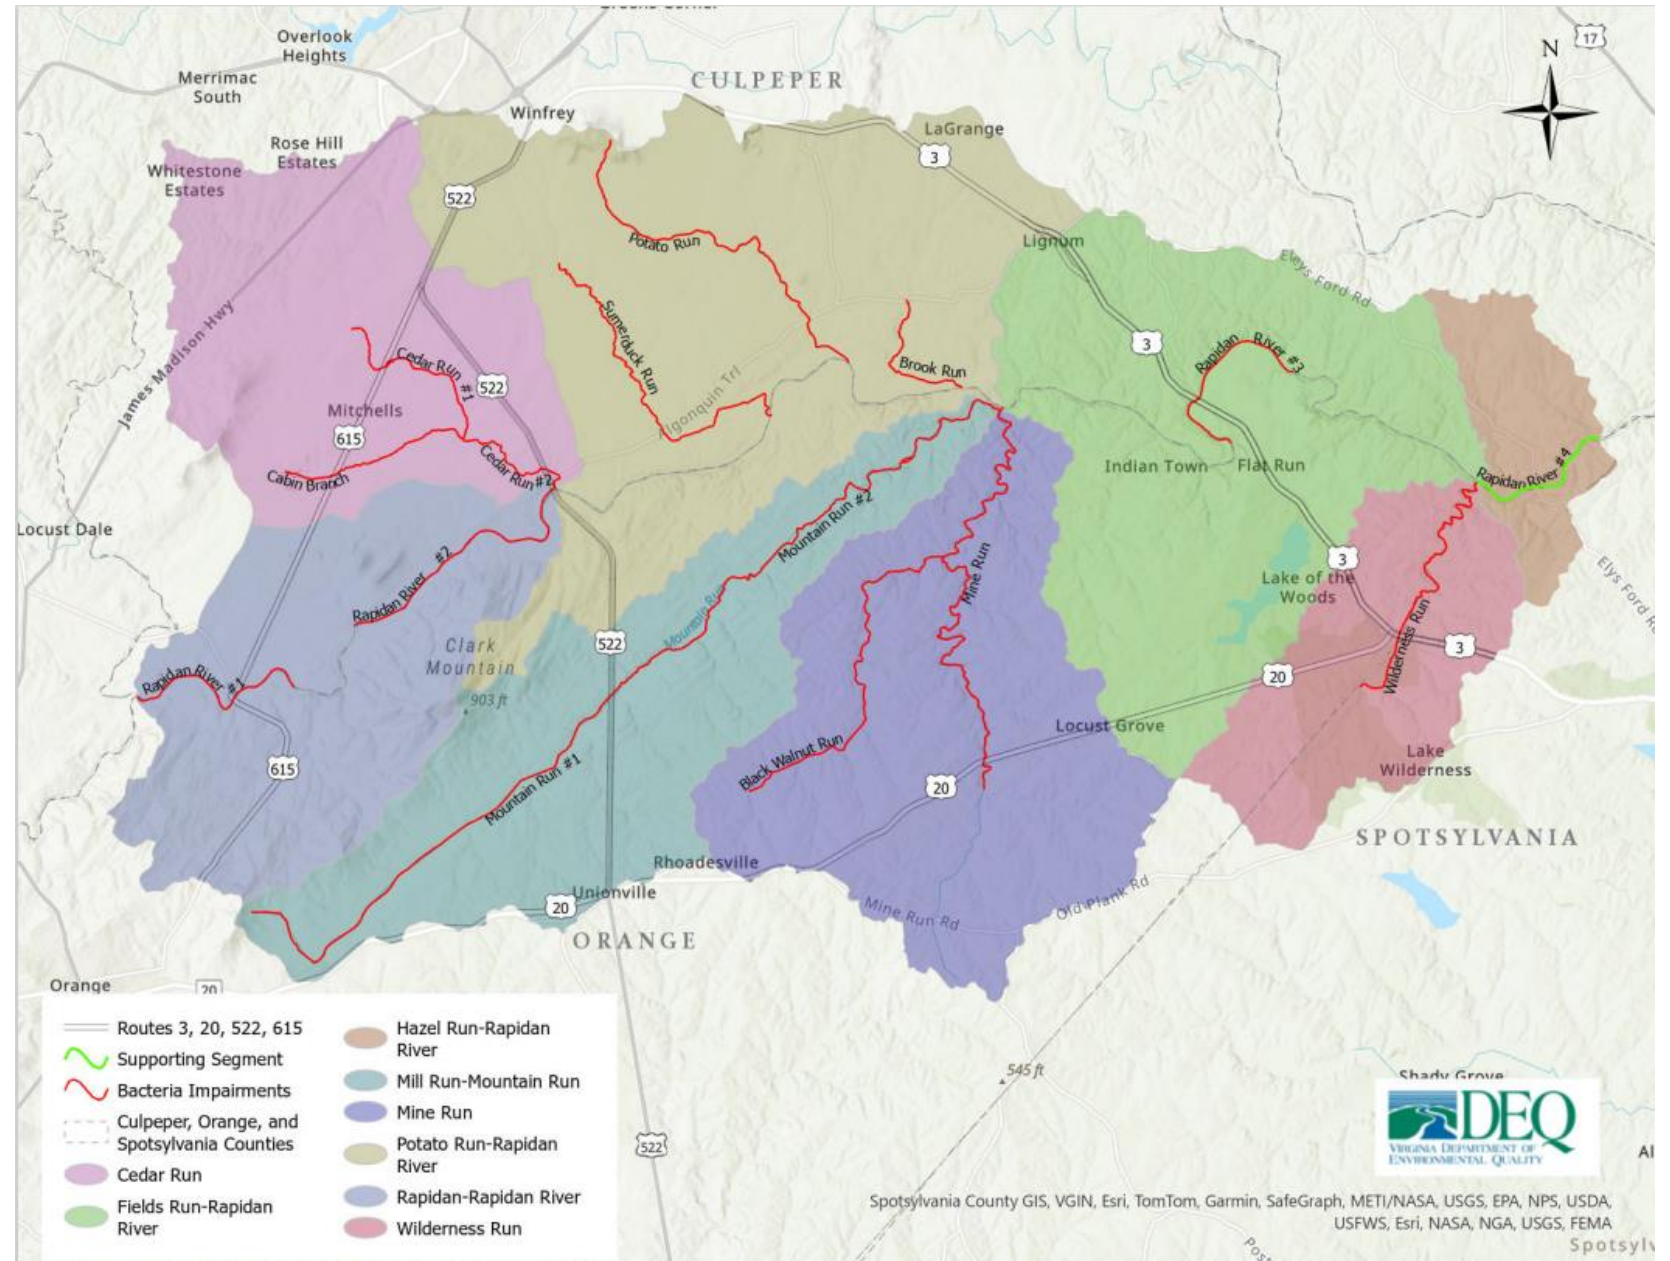 Overlook
Heights
17
N
Merrimac
South
CULPEPER
Winfrey
LaGrange
3
Rose Hill
Estates
Whitestone
Estates
522
Potato Run
Lignum
Eleys Ford Rd
James Madison Hwy
Sumerduck Run
3
Rapidan River #3
Cedar Run #1
522
Brook Run
Mitchells
Algonquin Trl
615
Cabin Branch
Cedar Run #2
Indian Town
Flat Run
Rapidan River #4
Locust Dale
Mountain Run #2
Rapidan River #2
Mine Run
3
Lake of the
Woods
Elys Ford R
Mountain Run
Clark
Mountain
522
Wilderness Run
3
903 ft
20
Rapidan River #1
Locust Grove
615
Black Walnut Run
Lake
Wilderness
Mountain Run #1
20
SPOTSYLVANIA
Rhoadesville
Unionville
20
Mine Run Rd
Old Plank Rd
ORANGE
Orange
20
Routes 3, 20, 522, 615
Supporting Segment
Bacteria Impairments
Culpeper, Orange, and
Spotsylvania Counties
Cedar Run
Fields Run-Rapidan
River
Hazel Run-Rapidan
River
Mill Run-Mountain Run
Mine Run
Potato Run-Rapidan
River
Rapidan-Rapidan River
Wilderness Run
545 ft
Shady Grove
522
DEQ
VIRGINIA DEPARTMENT OF
ENVIRONMENTAL QUALITY
Al
Spotsylvania County GIS, VGIN, Esri, TomTom, Garmin, SafeGraph, METI/NASA, USGS, EPA, NPS, USDA,
USFWS, Esri, NASA, NGA, USGS, FEMA
Spotsylv
Post